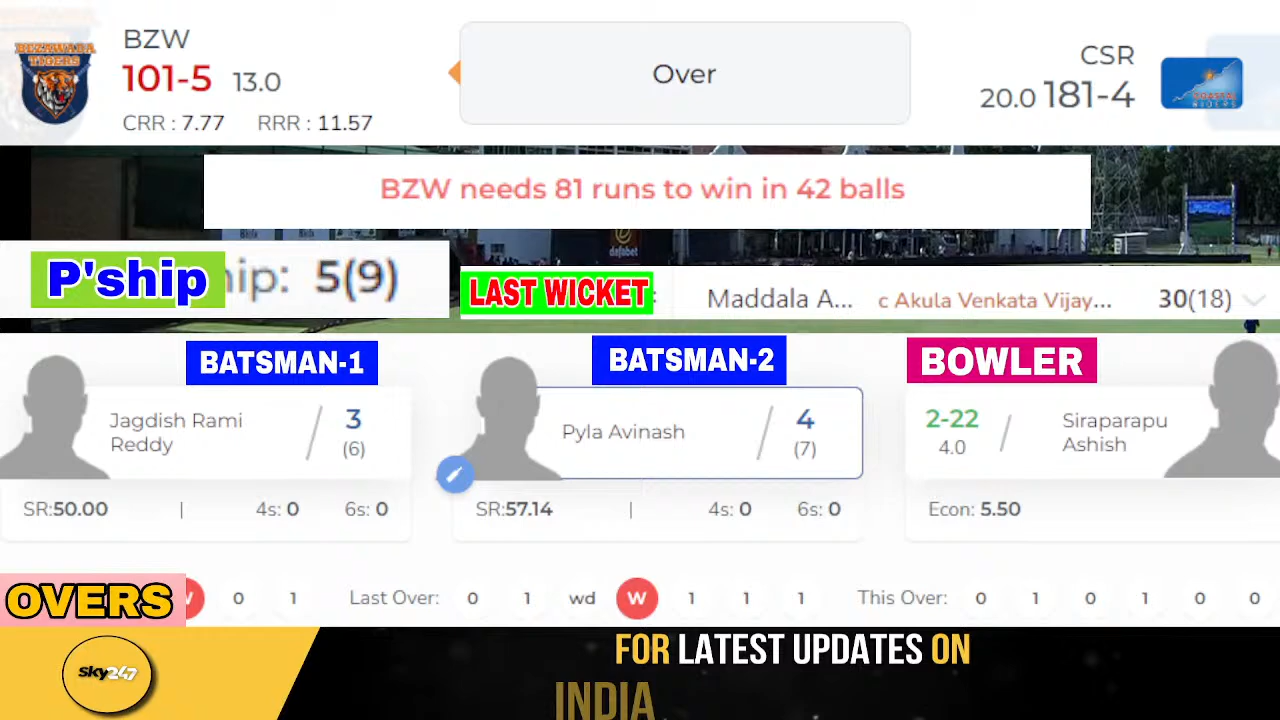 BZW
101-5 13.0
CRR : 7.77 RRR : 11.57
BEZAWADA
TIGERS
Over
CSR
20.0 181-4
COASTAL
RIDERS
BZW needs 81 runs to win in 42 balls
dafabet
P'ship hip: 5(9)
LAST WICKET : Maddala A... c Akula Venkata Vijay... 30(18)
BATSMAN-1
Jagdish Rami
Reddy
3
(6)
SR:50.00 | 4s: 0 6s: 0
BATSMAN-2
Pyla Avinash
4
(7)
SR:57.14 | 4s: 0 6s: 0
BOWLER
2-22
4.0
Siraparapu
Ashish
Econ: 5.50
OVERS W 0 1 Last Over: 0 1 wd W 1 1 1 This Over: 0 1 0 1 0 0
sky247
FOR LATEST UPDATES ON
INDIA